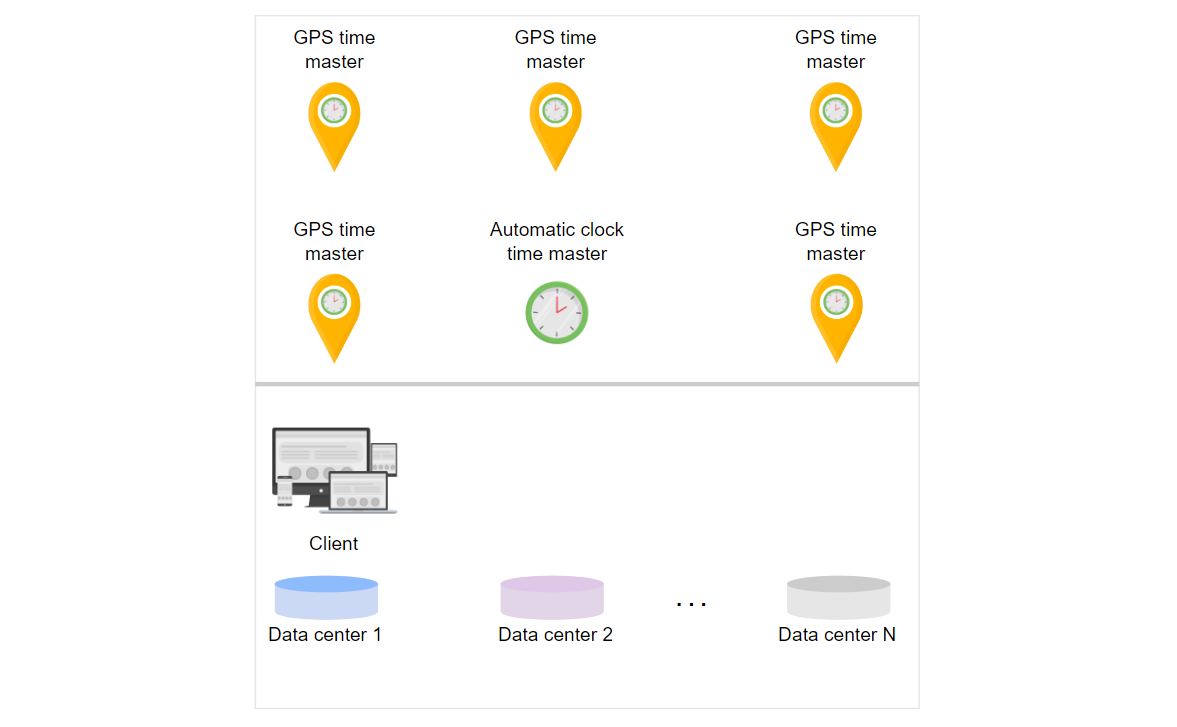 GPS time
master
GPS time
master
GPS time
master
GPS time
master
Automatic clock
time master
GPS time
master
Client
Data center 1
Data center 2
...
Data center N